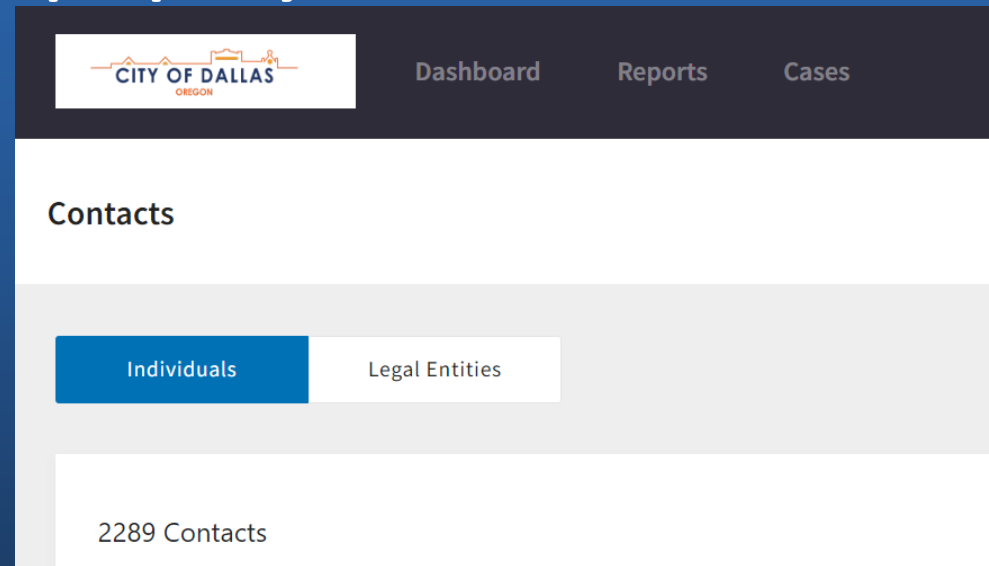 CITY OF DALLAS
OREGON
Dashboard Reports Cases
Contacts
Individuals Legal Entities
2289 Contacts